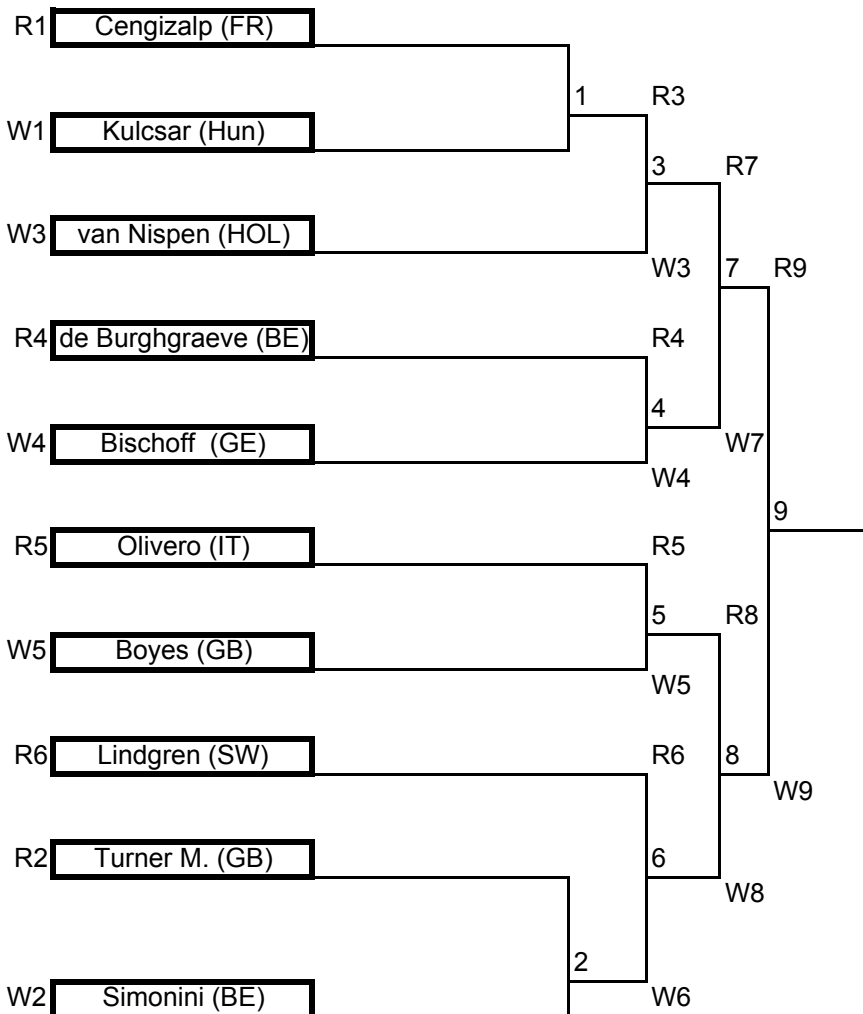 R1 Cengizalp (FR)
1 R3
W1 Kulcsar (Hun)
3 R7
W3 van Nispen (HOL)
W3 7 R9
R4 de Burghgraeve (BE) R4
4
W4 Bischoff (GE) W7
W4
9
R5 Olivero (IT) R5
5 R8
W5 Boyes (GB)
W5
R6 Lindgren (SW) R6 8
W9
R2 Turner M. (GB) 6
W8
2
W2 Simonini (BE) W6